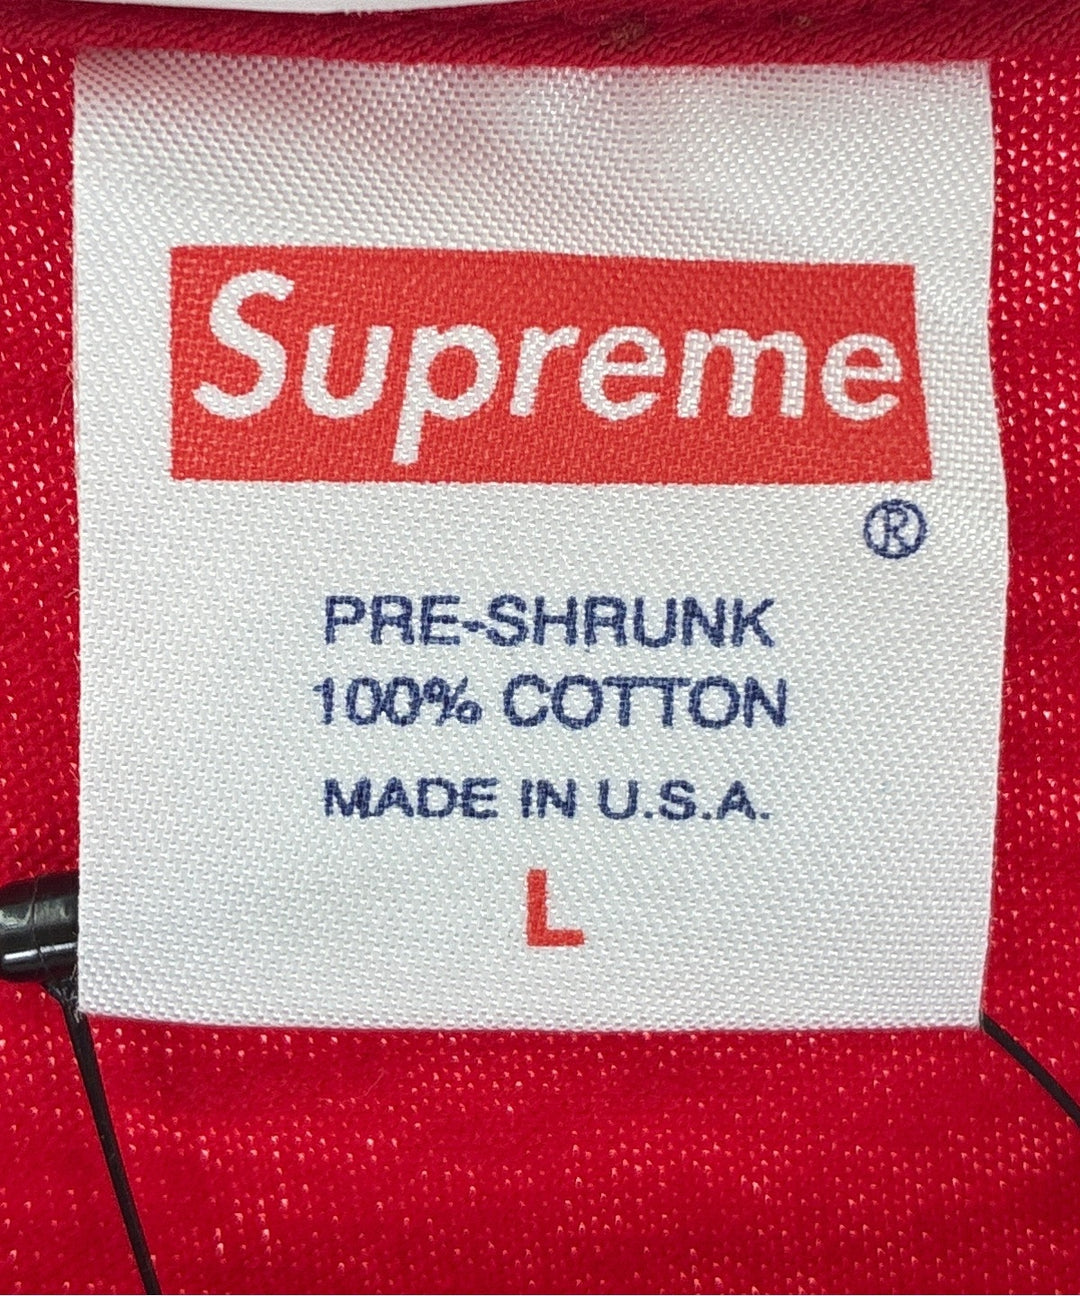 Supreme
®
PRE-SHRUNK
100% COTTON
MADE IN U.S.A.
L